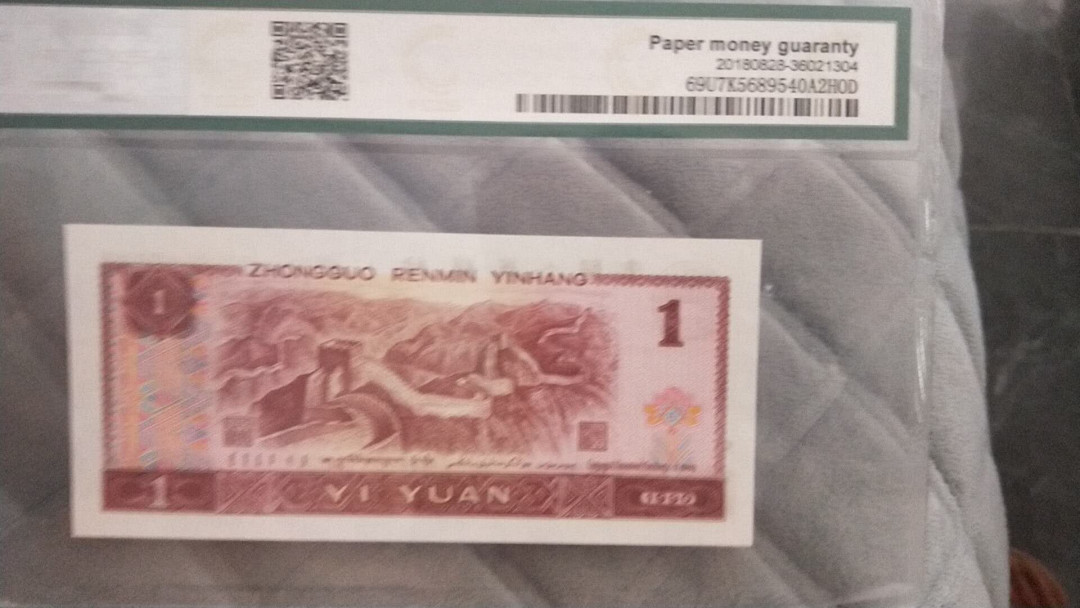 Paper money guaranty
20180828-36021304
69U7K5689540A2H0D
ZHONGGUO RENMIN YINHANG
1
1
1
YI YUAN